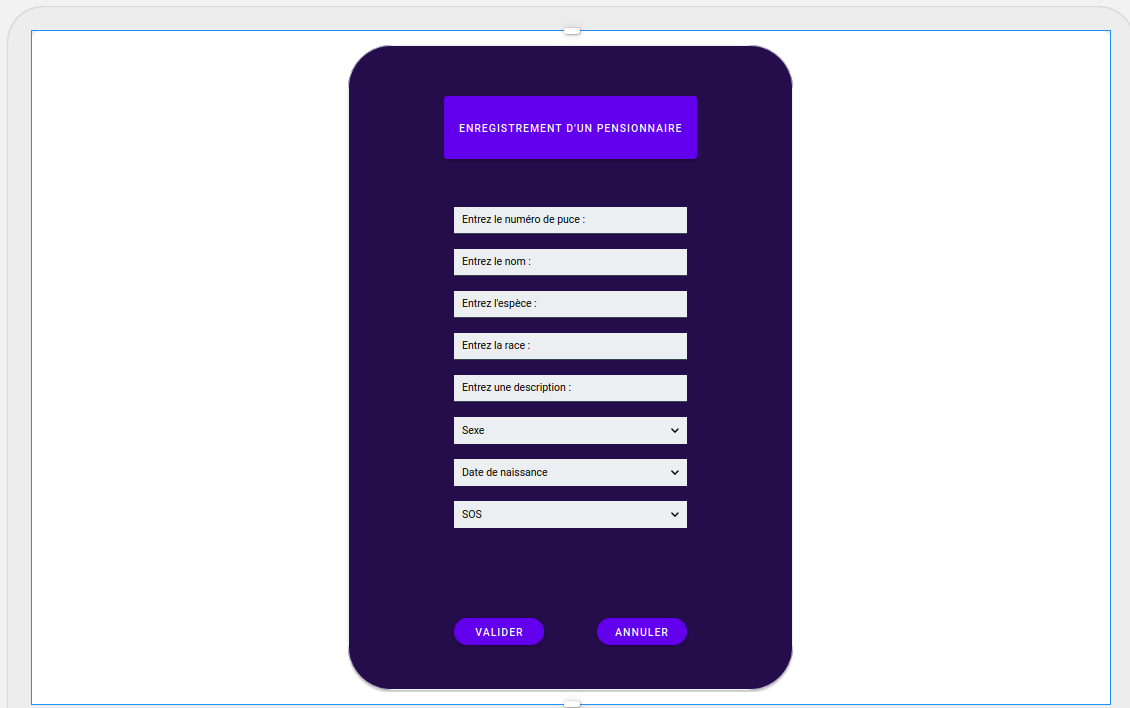 ENREGISTREMENT D'UN PENSIONNAIRE
Entrez le numéro de puce :
Entrez le nom :
Entrez l'espèce :
Entrez la race :
Entrez une description :
Sexe
Date de naissance
SOS
VALIDER
ANNULER